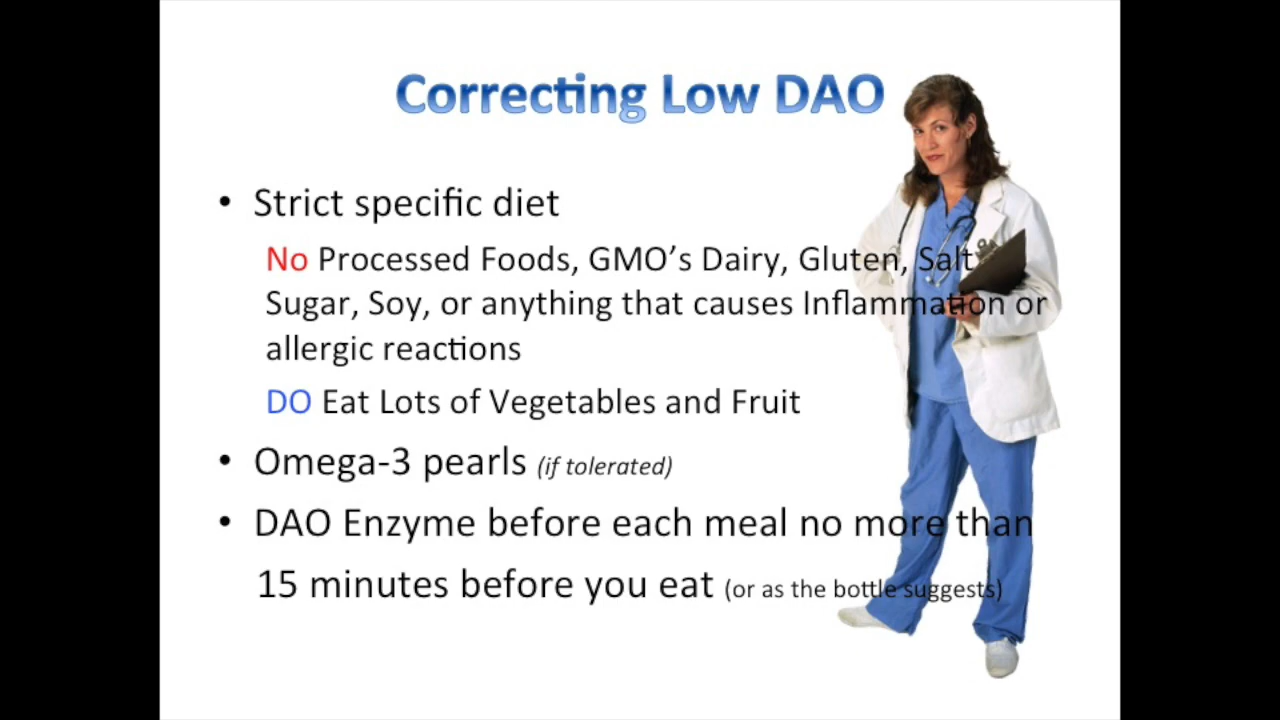 Correcting Low DAO
• Strict specific diet
No Processed Foods, GMO’s Dairy, Gluten, Salt
Sugar, Soy, or anything that causes Inflammation or
allergic reactions
DO Eat Lots of Vegetables and Fruit
• Omega-3 pearls (if tolerated)
• DAO Enzyme before each meal no more than
15 minutes before you eat (or as the bottle suggests)